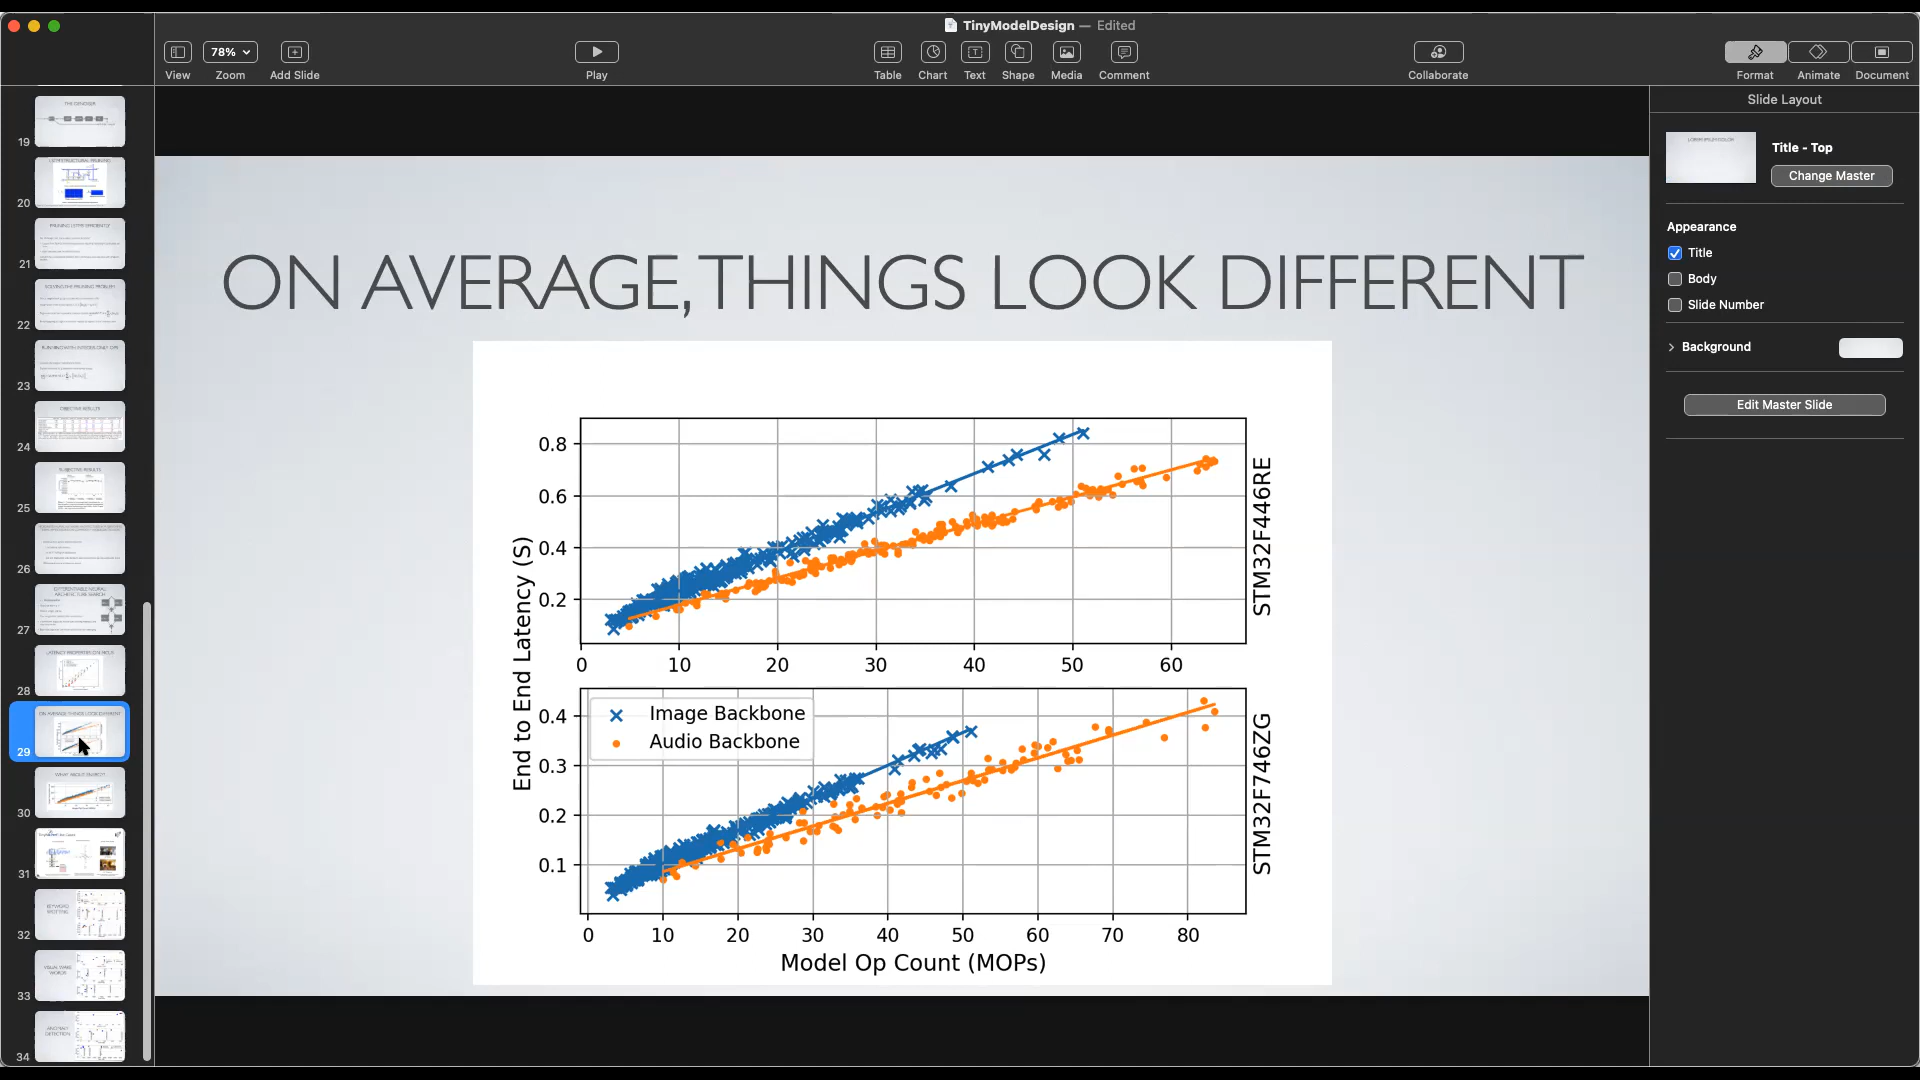 TinyModelDesign — Edited
78%
View
Zoom
Add Slide
Play
Table
Chart
Text
Shape
Media
Comment
Collaborate
Format
Animate
Document
19
20
21
22
23
24
25
26
27
28
29
30
31
32
33
34
ON AVERAGE, THINGS LOOK DIFFERENT
End to End Latency (S)
0.8
0.6
0.4
0.2
0 10 20 30 40 50 60
STM32F446RE
Image Backbone
Audio Backbone
0.4
0.3
0.2
0.1
0 10 20 30 40 50 60 70 80
STM32F746ZG
Model Op Count (MOPs)
Slide Layout
Title - Top
Change Master
Appearance
Title
Body
Slide Number
Background
Edit Master Slide